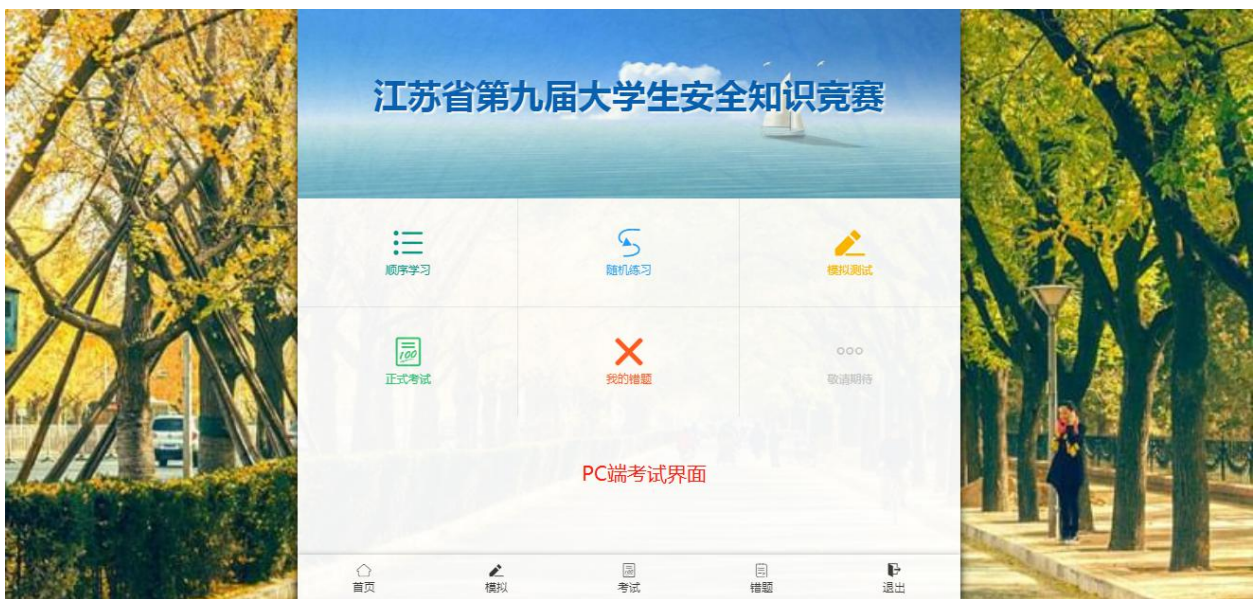 江苏省第九届大学生安全知识竞赛
顺序学习
随机练习
模拟测试
100
正式考试
我的错题
敬请期待
PC端考试界面
首页
模拟
考试
错题
退出